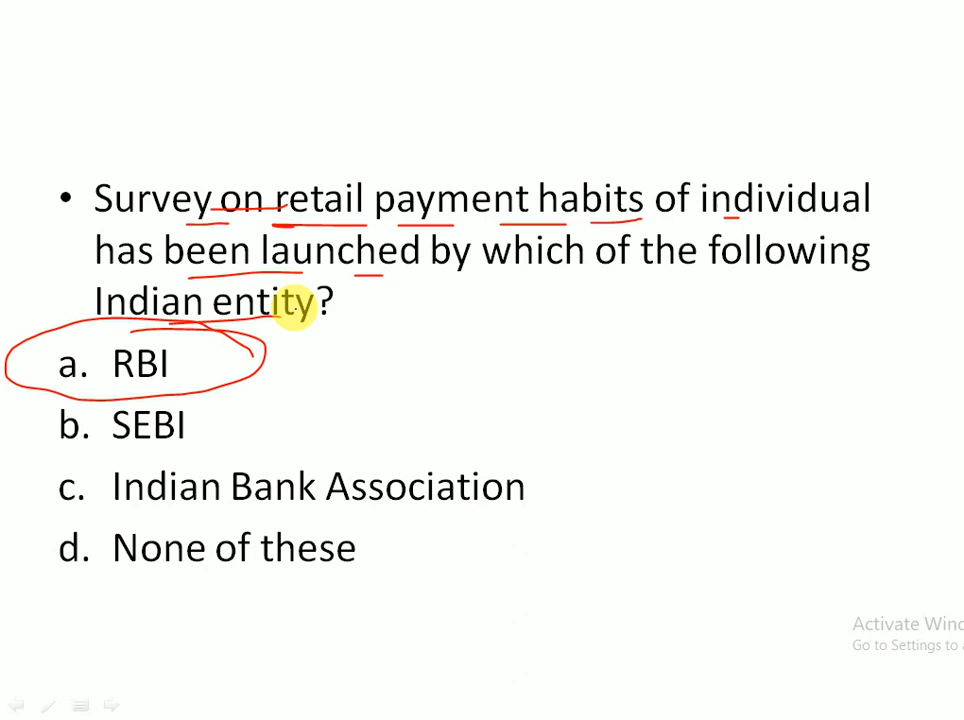 • Survey on retail payment habits of individual
has been launched by which of the following
Indian entity?
a. RBI
b. SEBI
c. Indian Bank Association
d. None of these
Activate
Go to Settings to